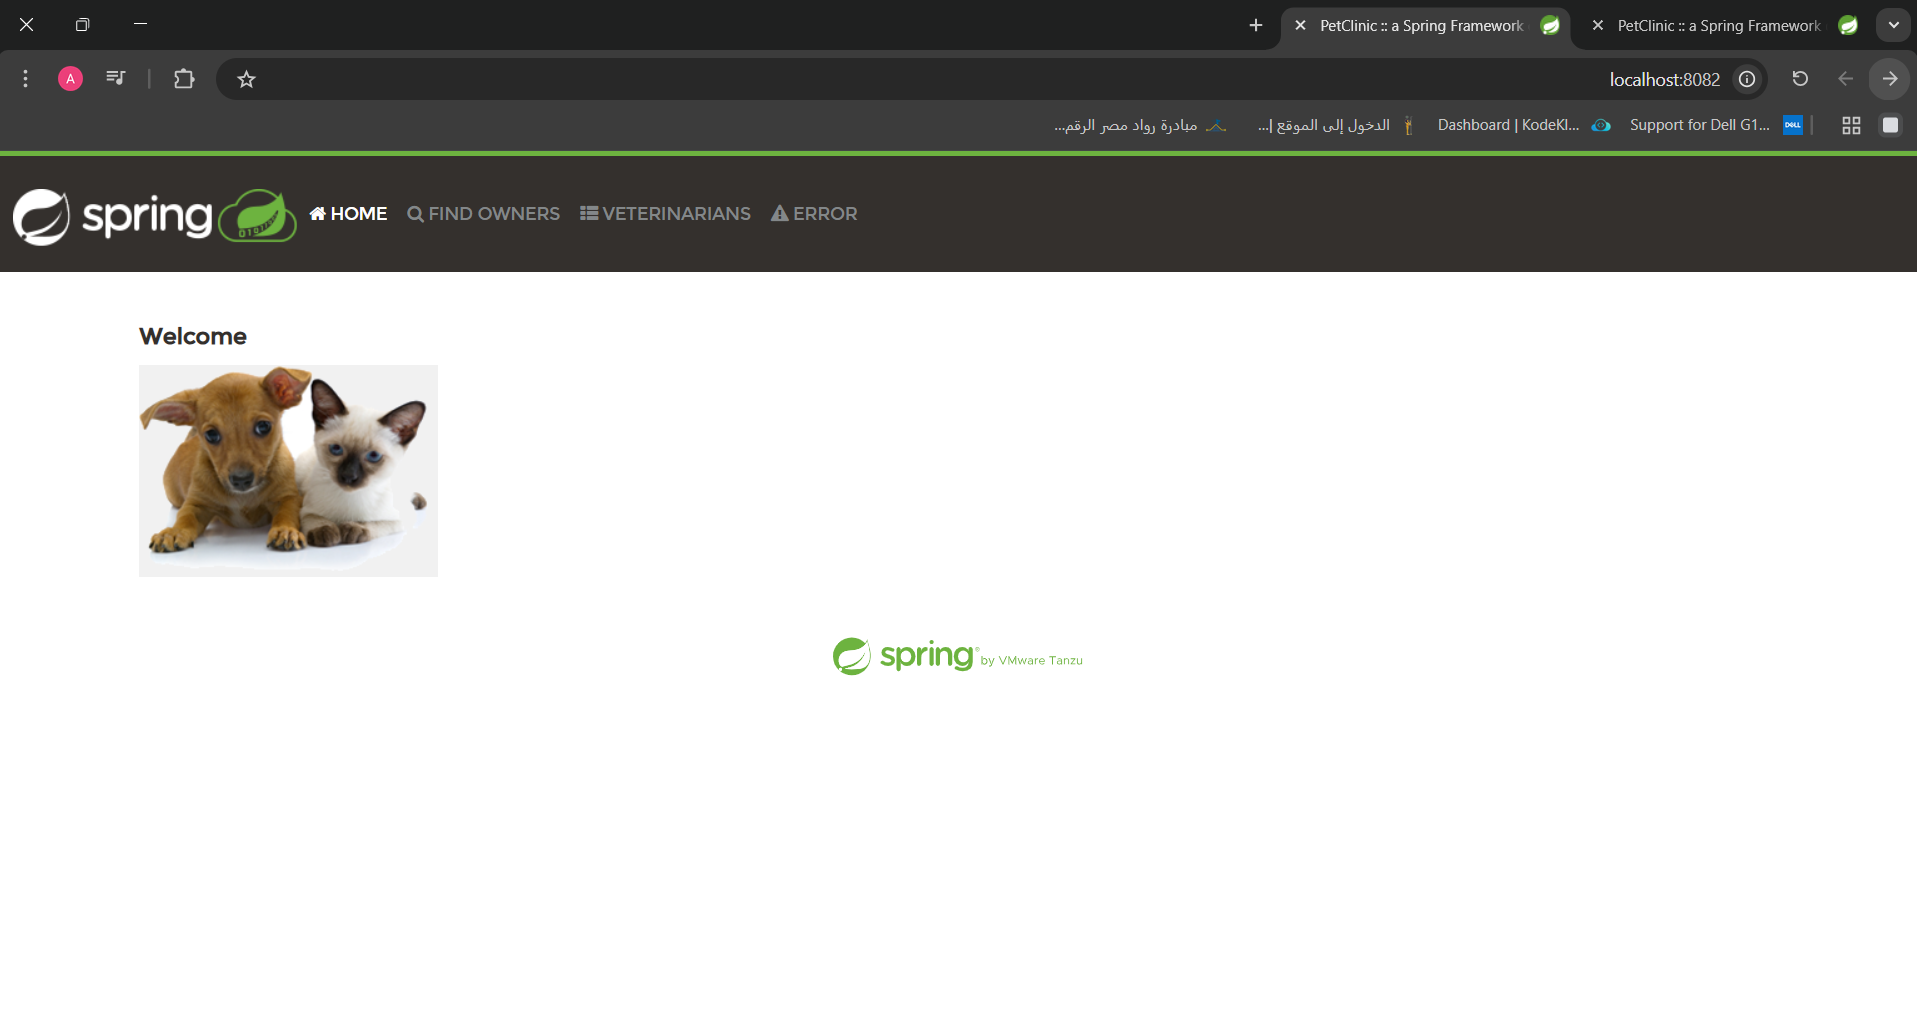 PetClinic :: a Spring Framework
PetClinic :: a Spring Framework
A
localhost:8082
مبادرة رواد مصر الرقم...
الدخول إلى الموقع |...
Dashboard | KodeKl...
Support for Dell G1...
DELL
spring
HOME
FIND OWNERS
VETERINARIANS
ERROR
Welcome
spring by VMware Tanzu